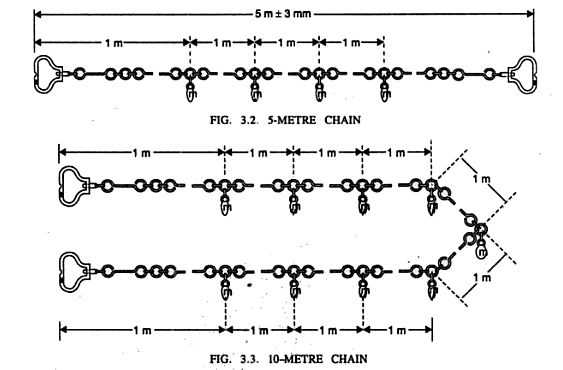 5 m ± 3 mm
1 m 1 m 1 m 1 m
FIG. 3.2. 5-METRE CHAIN
1 m 1 m 1 m 1 m
1 m
m
1 m
1 m 1 m 1 m 1 m
FIG. 3.3. 10-METRE CHAIN